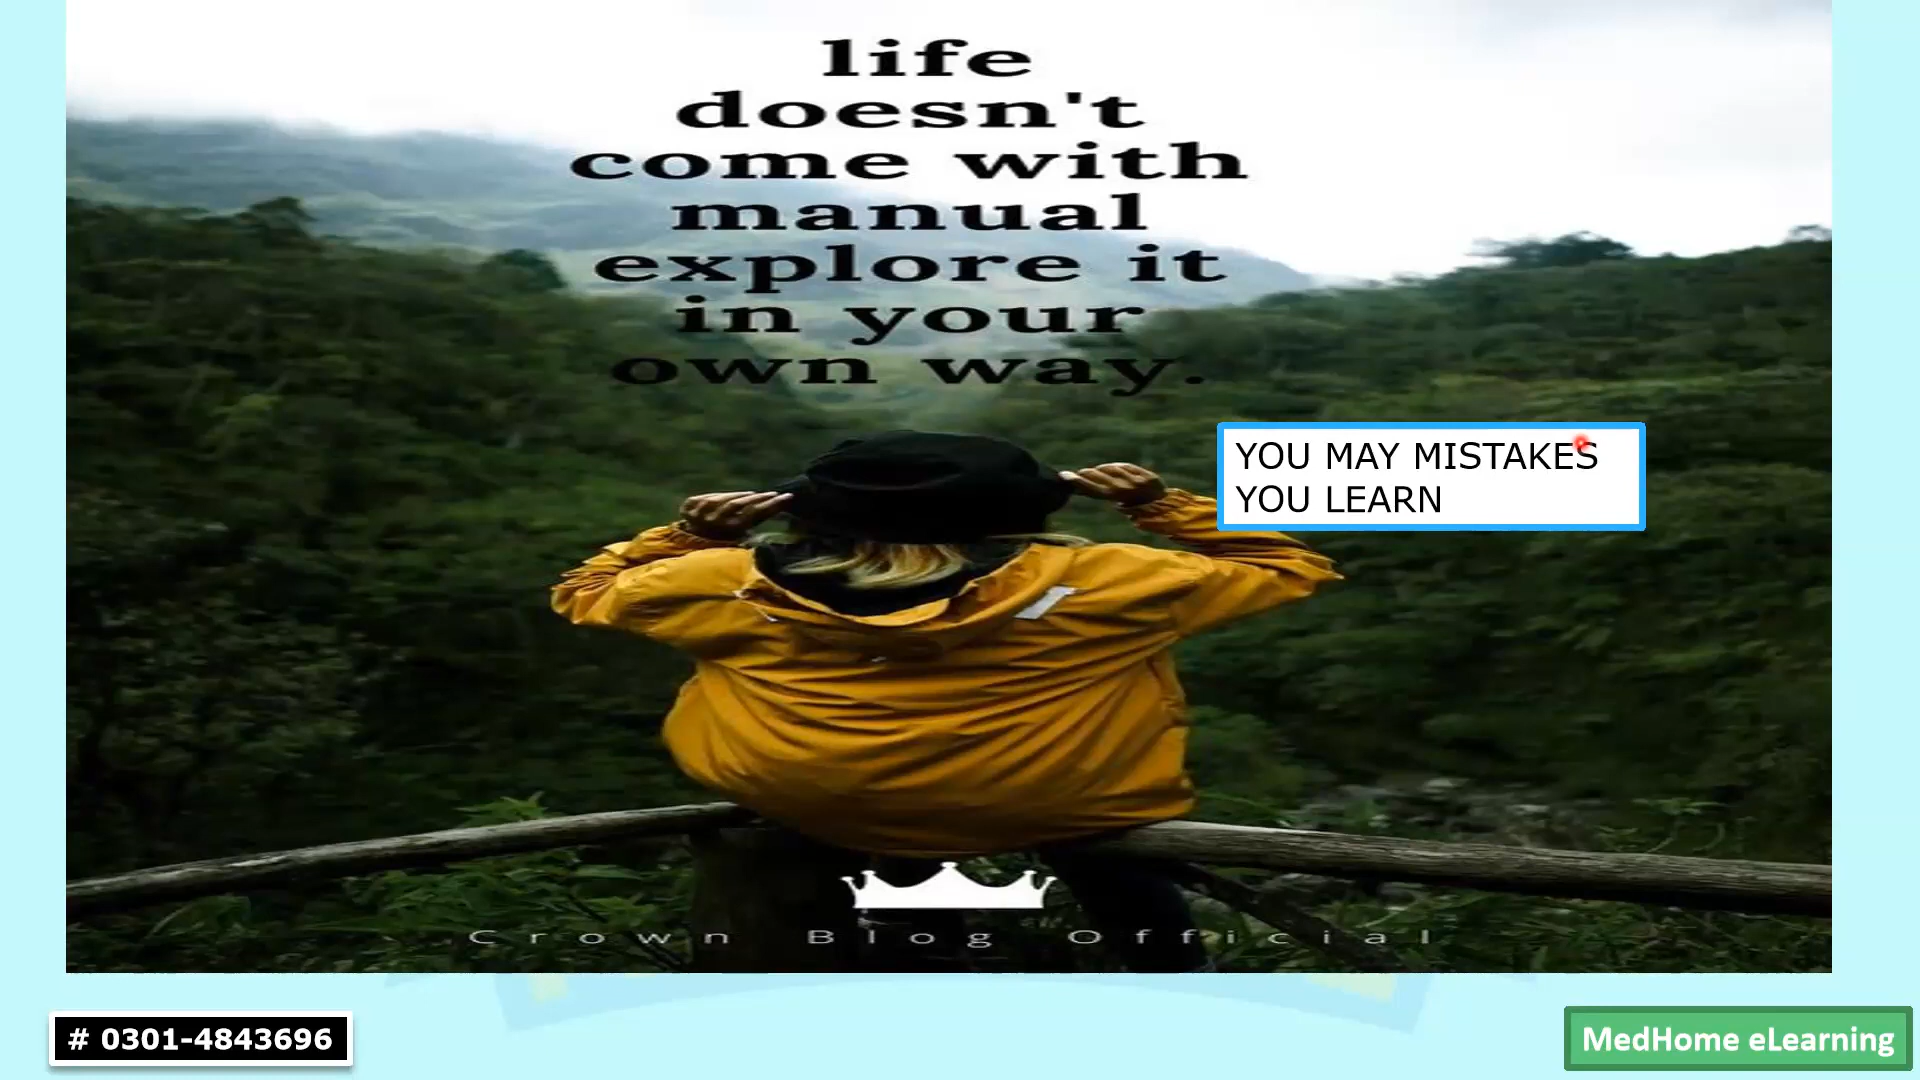 life
doesn't
come with
manual
explore it
in your
own way.
YOU MAY MISTAKES
YOU LEARN
Crown Blog Official
# 0301-4843696
MedHome eLearning